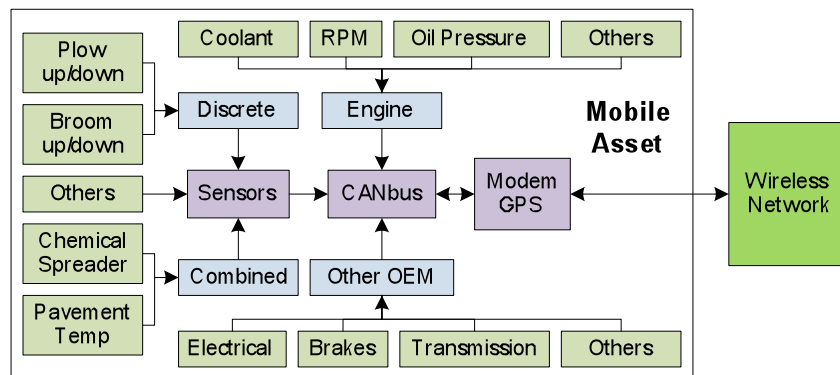 Coolant
RPM
Oil Pressure
Others
Plow
up/down
Broom
up/down
Discrete
Engine
Mobile
Asset
Others
Sensors
CANbus
Modem
GPS
Wireless
Network
Chemical
Spreader
Combined
Other OEM
Pavement
Temp
Electrical
Brakes
Transmission
Others